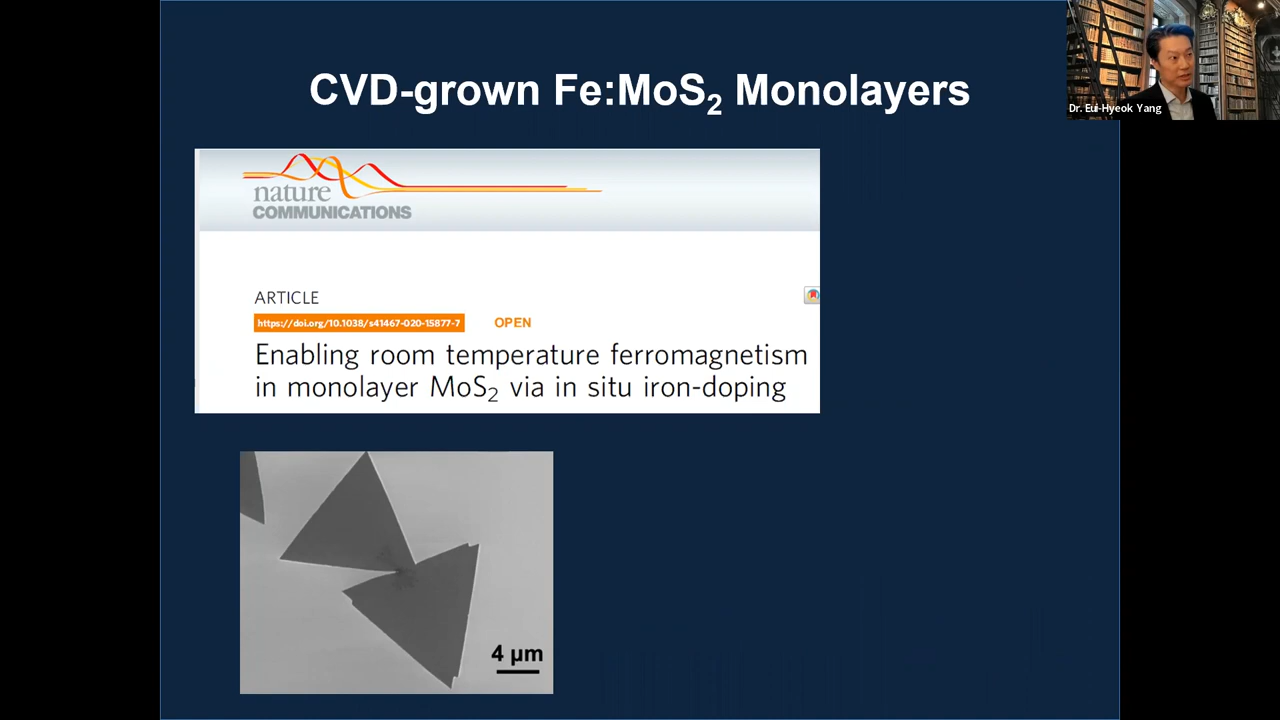 CVD-grown Fe:MoS₂ Monolayers
Dr. Eui-Hyeok Yang
nature
COMMUNICATIONS
ARTICLE
https://doi.org/10.1038/s41467-020-15877-7 OPEN
Enabling room temperature ferromagnetism
in monolayer MoS₂ via in situ iron-doping
4 μm